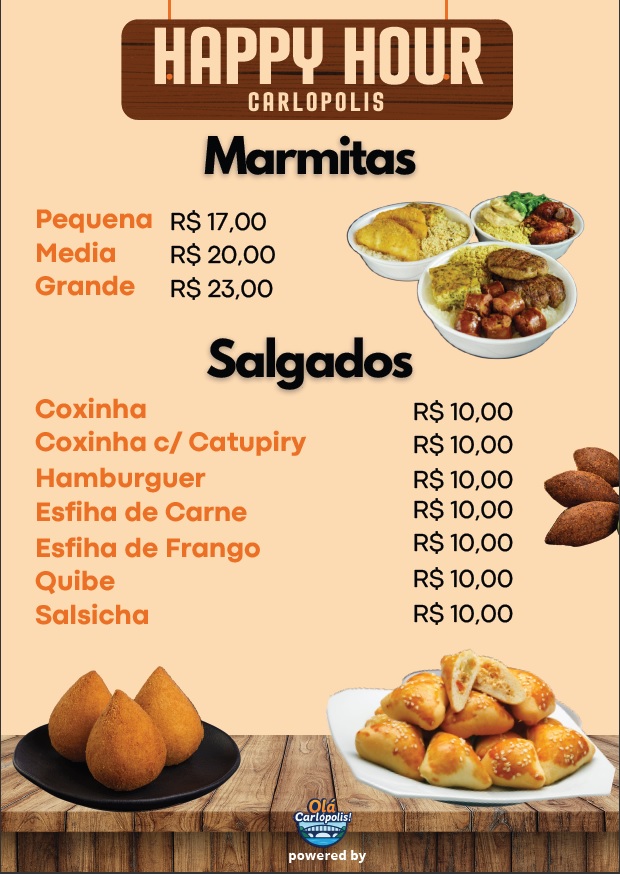 HAPPY HOUR
CARLOPOLIS
Marmitas
Pequena R$ 17,00
Media R$ 20,00
Grande R$ 23,00
Salgados
Coxinha R$ 10,00
Coxinha c/ Catupiry R$ 10,00
Hamburguer R$ 10,00
Esfiha de Carne R$ 10,00
Esfiha de Frango R$ 10,00
Quibe R$ 10,00
Salsicha R$ 10,00
Olá
Carlópolis!
powered by